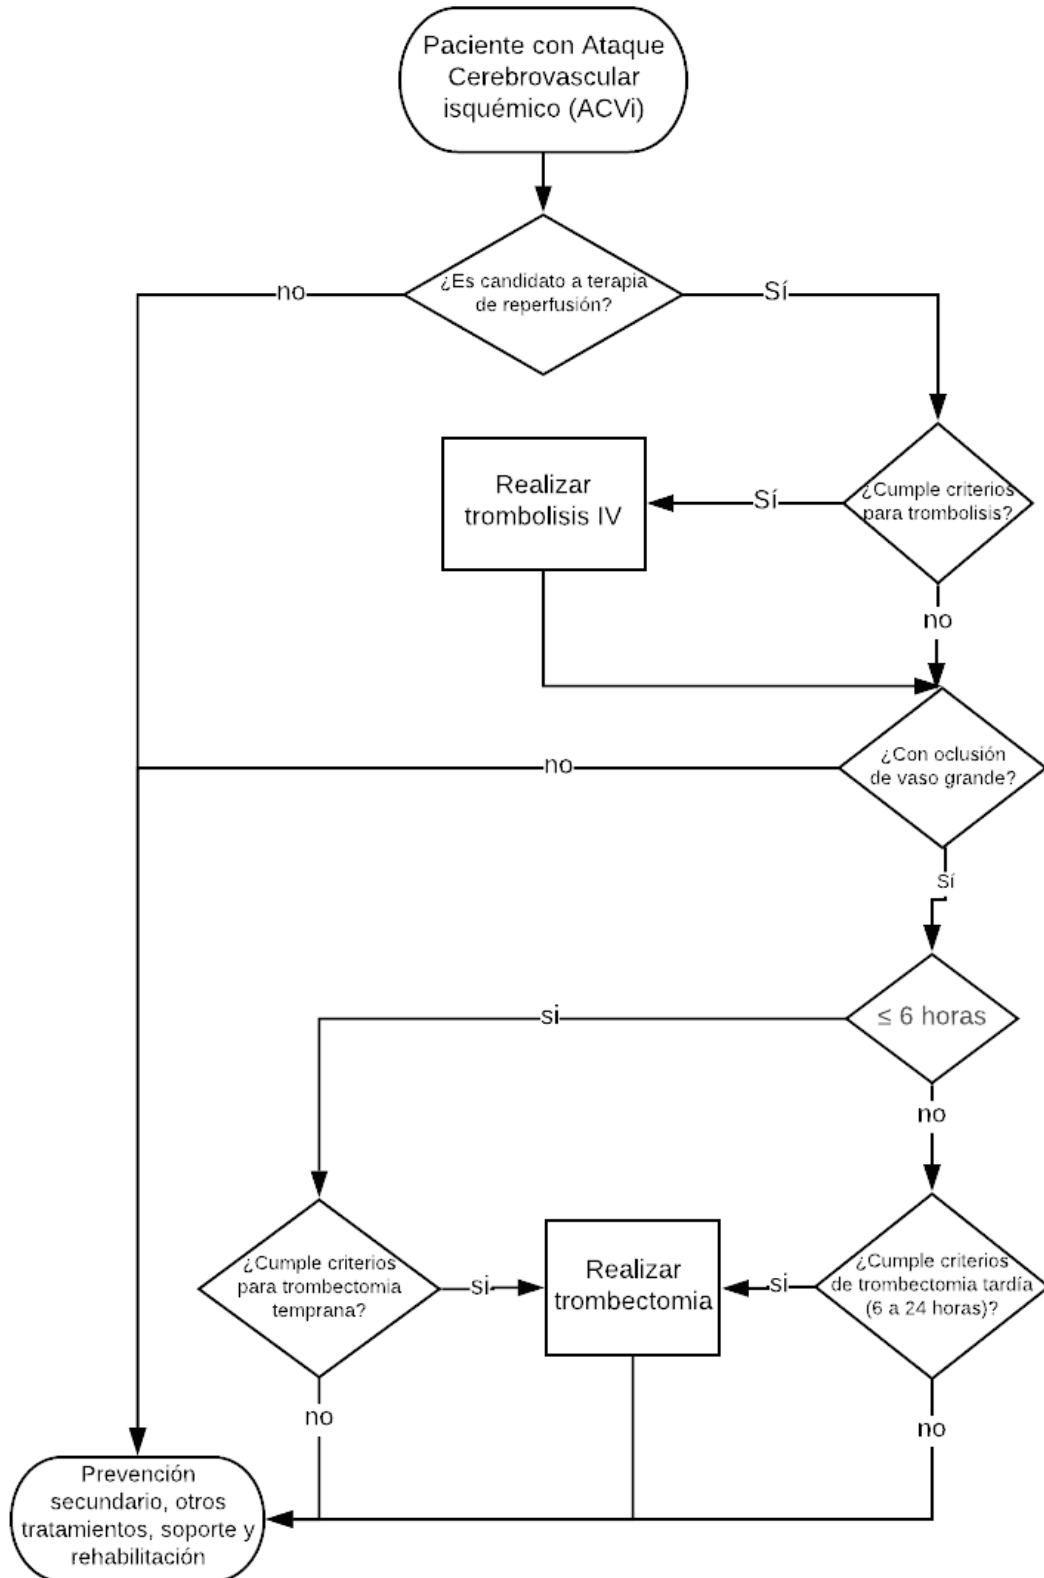 Paciente con Ataque
Cerebrovascular
isquémico (ACVi)
¿Es candidato a terapia
de reperfusión?
no
Sí
¿Cumple criterios
para trombolisis?
Sí
Realizar
trombolisis IV
no
¿Con oclusión
de vaso grande?
no
Sí
≤ 6 horas
si
no
¿Cumple criterios
para trombectomia
temprana?
si
Realizar
trombectomia
si
¿Cumple criterios
de trombectomia tardía
(6 a 24 horas)?
no
no
Prevención
secundario, otros
tratamientos, soporte y
rehabilitación